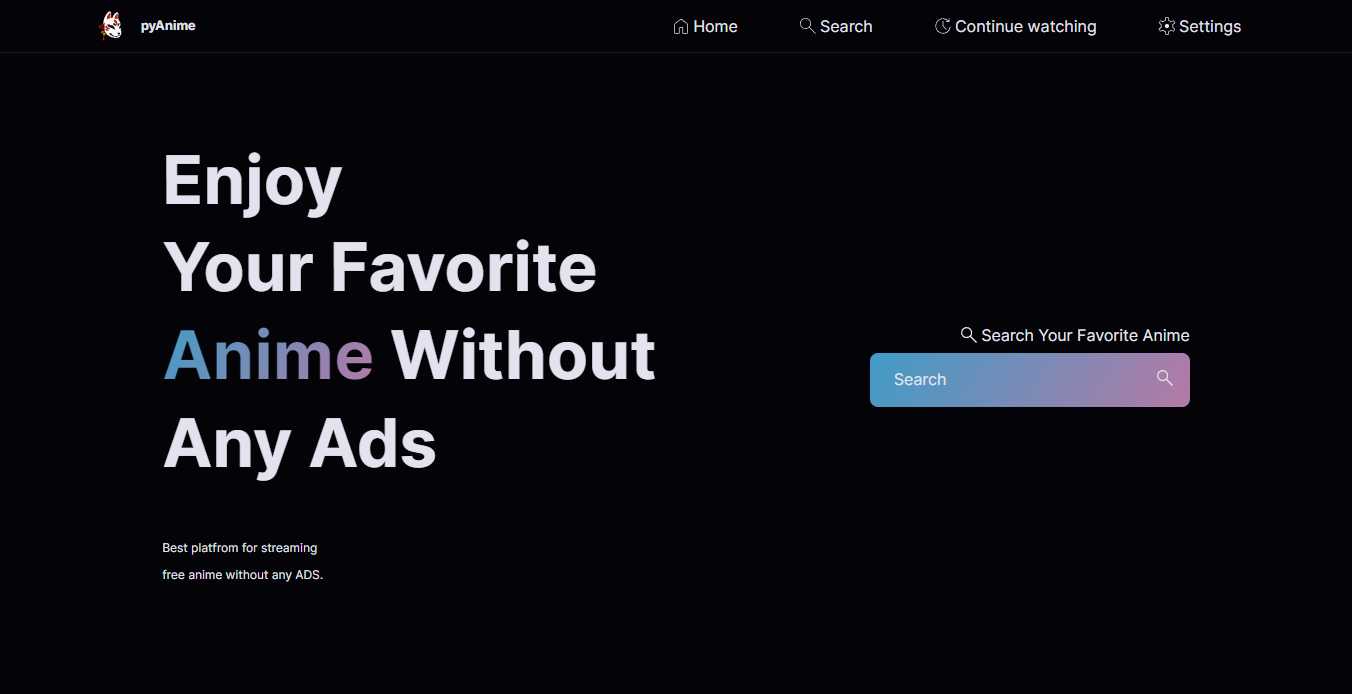 pyAnime
Home
Search
Continue watching
Settings
Enjoy
Your Favorite
Anime Without
Any Ads
Search Your Favorite Anime
Search
Best platfrom for streaming
free anime without any ADS.